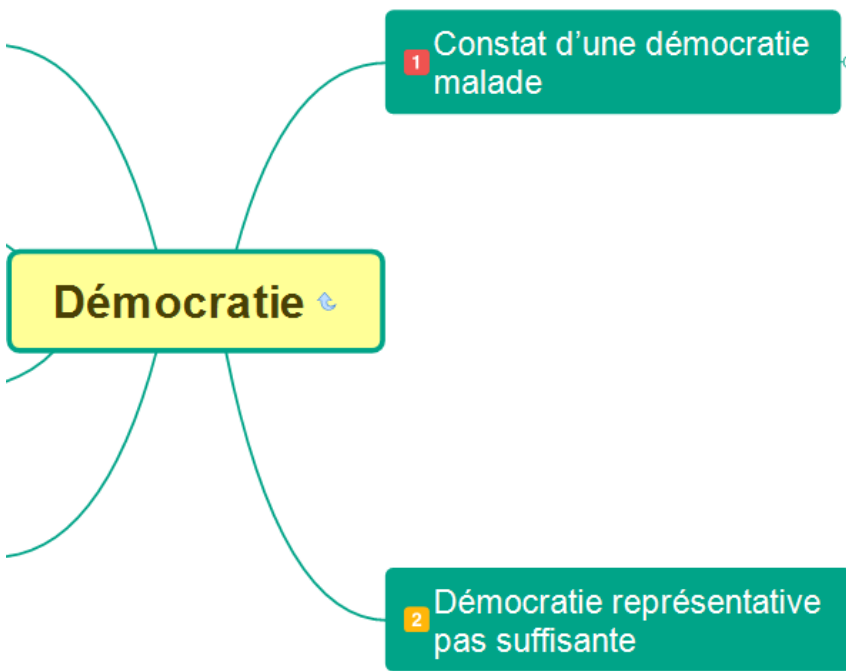 1 Constat d’une démocratie
malade
Démocratie
2 Démocratie représentative
pas suffisante